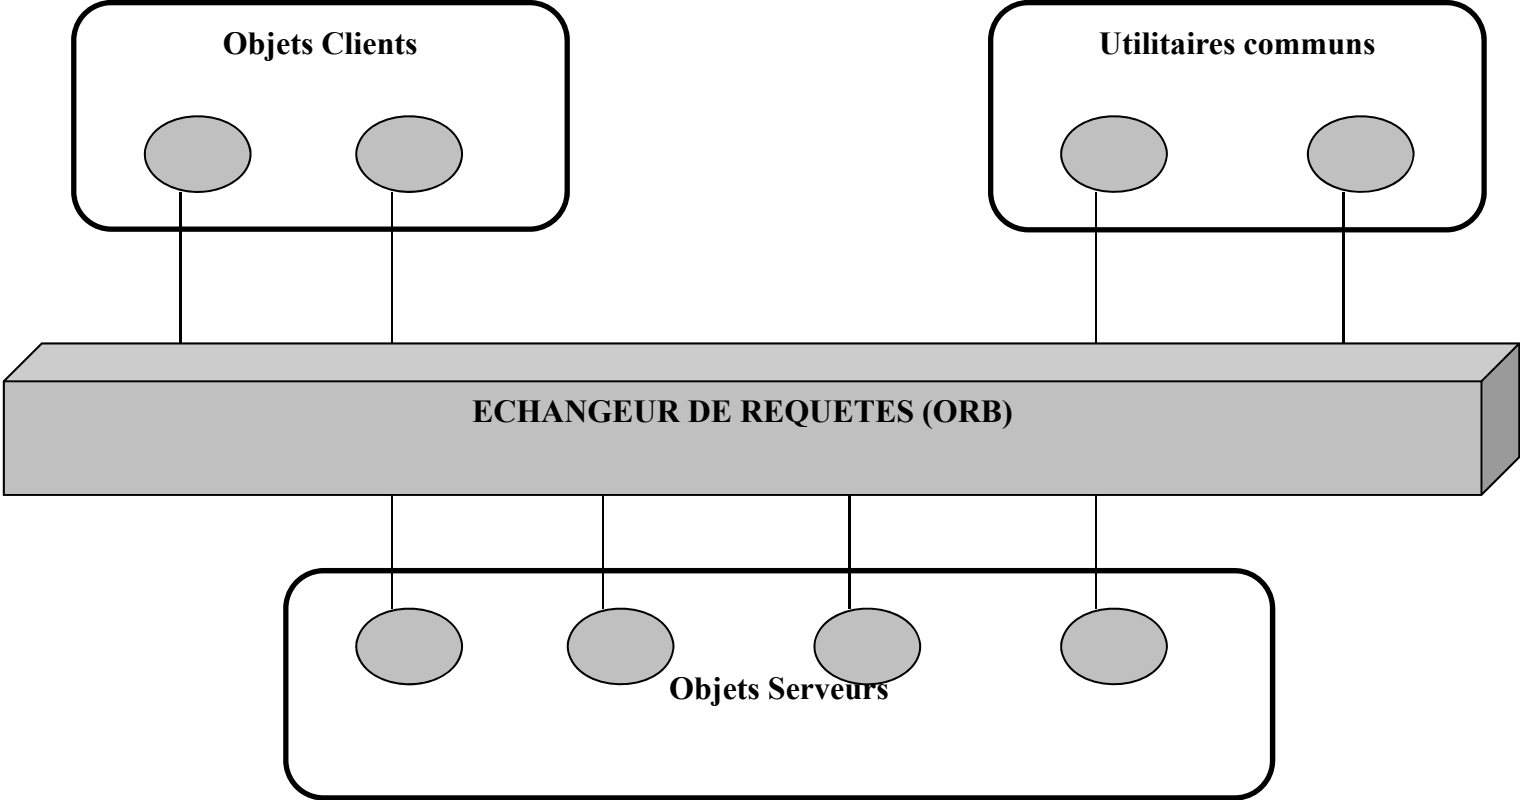 Objets Clients
Utilitaires communs
ECHANGEUR DE REQUETES (ORB)
Objets Serveurs